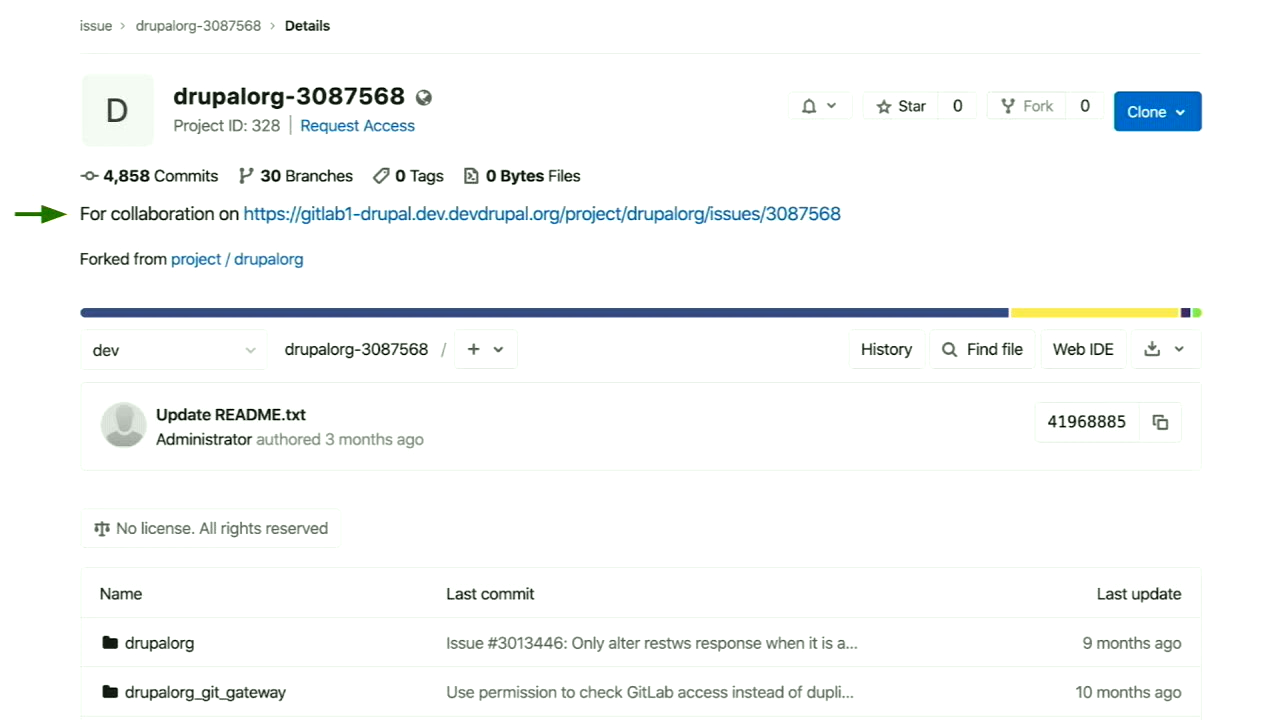 issue › drupalorg-3087568 › Details
D
drupalorg-3087568
Project ID: 328 | Request Access
Star 0 Fork 0 Clone
4,858 Commits 30 Branches 0 Tags 0 Bytes Files
For collaboration on https://gitlab1-drupal.dev.devdrupal.org/project/drupalorg/issues/3087568
Forked from project / drupalorg
dev drupalorg-3087568 / + History Find file Web IDE
Update README.txt
Administrator authored 3 months ago
41968885
No license. All rights reserved
Name Last commit Last update
drupalorg Issue #3013446: Only alter restws response when it is a... 9 months ago
drupalorg_git_gateway Use permission to check GitLab access instead of dupli... 10 months ago